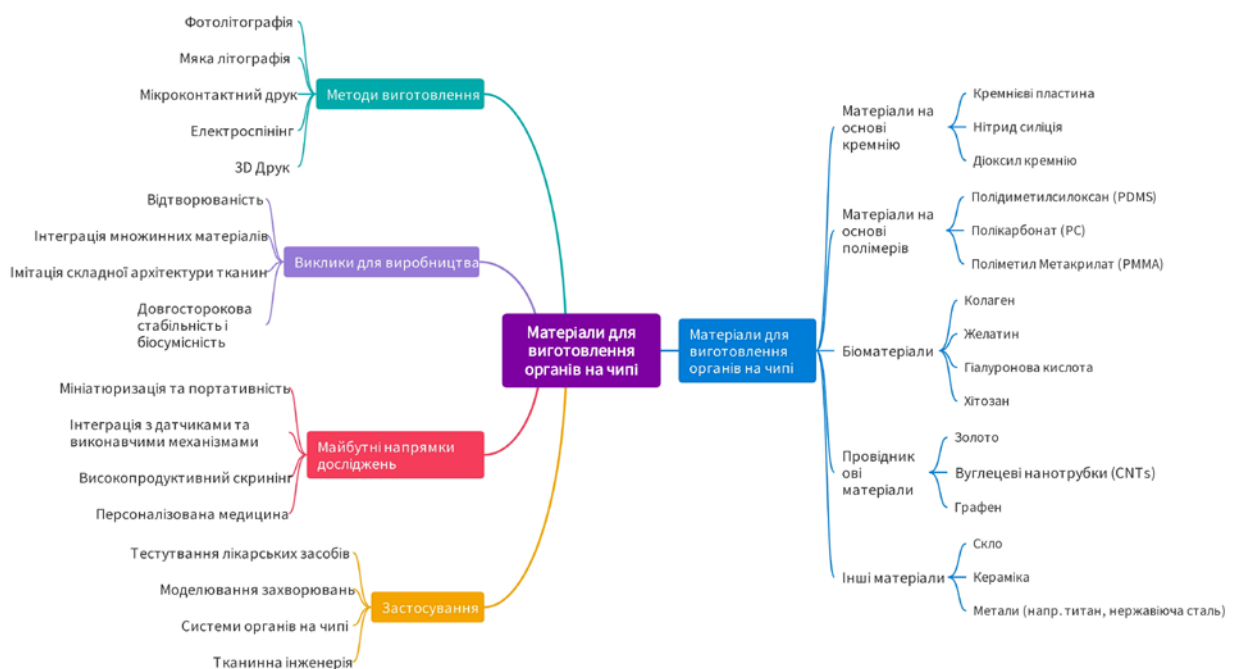 Фотолітографія
Мяка літографія
Мікроконтактний друк
Електроспінінг
3D Друк
Методи виготовлення
Відтворюваність
Інтеграція множинних матеріалів
Імітація складної архітектури тканин
Довгосторокова
стабільність і
біосумісність
Виклики для виробництва
Мініатюризація та портативність
Інтеграція з датчиками та
виконавчими механізмами
Високопродуктивний скринінг
Персоналізована медицина
Майбутні напрямки
досліджень
Тестутвання лікарських засобів
Моделювання захворювань
Системи органів на чипі
Тканинна інженерія
Застосування
Матеріали для
виготовлення
органів на чипі
Матеріали для
виготовлення
органів на чипі
Матеріали на
основі
кремнію
Кремнієві пластина
Нітрид силіція
Діоксил кремнію
Матеріали на
основі
полімерів
Полідиметилсилоксан (PDMS)
Полікарбонат (PC)
Поліметил Метакрилат (PMMA)
Біоматеріали
Колаген
Желатин
Гіалуронова кислота
Хітозан
Провідник
ові
матеріали
Золото
Вуглецеві нанотрубки (CNTs)
Графен
Інші матеріали
Скло
Кераміка
Метали (напр. титан, нержавіюча сталь)